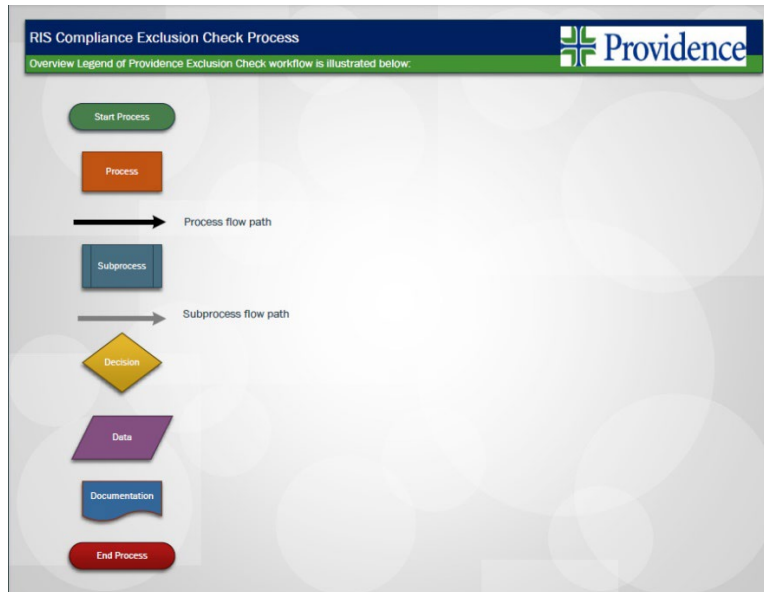 RIS Compliance Exclusion Check Process
Providence
Overview Legend of Providence Exclusion Check workflow is illustrated below:
Start Process
Process
Process flow path
Subprocess
Subprocess flow path
Decision
Data
Documentation
End Process